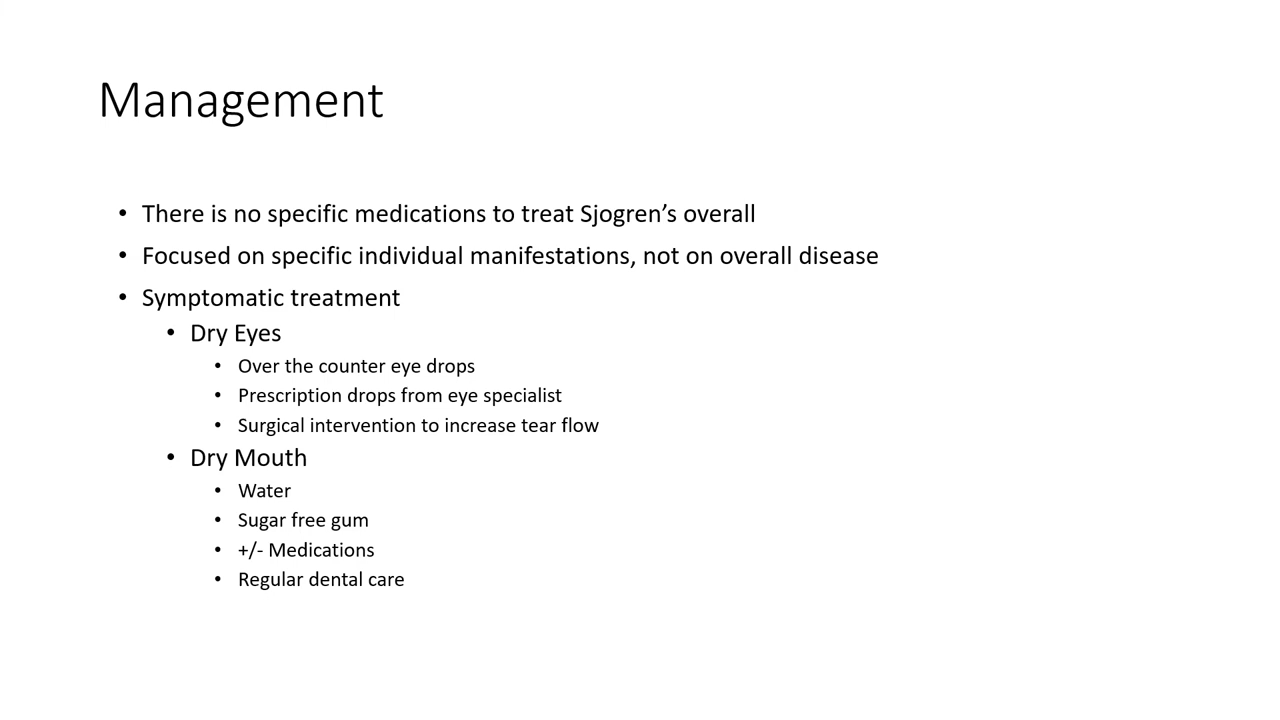 Management
• There is no specific medications to treat Sjogren’s overall
• Focused on specific individual manifestations, not on overall disease
• Symptomatic treatment
• Dry Eyes
• Over the counter eye drops
• Prescription drops from eye specialist
• Surgical intervention to increase tear flow
• Dry Mouth
• Water
• Sugar free gum
• +/- Medications
• Regular dental care